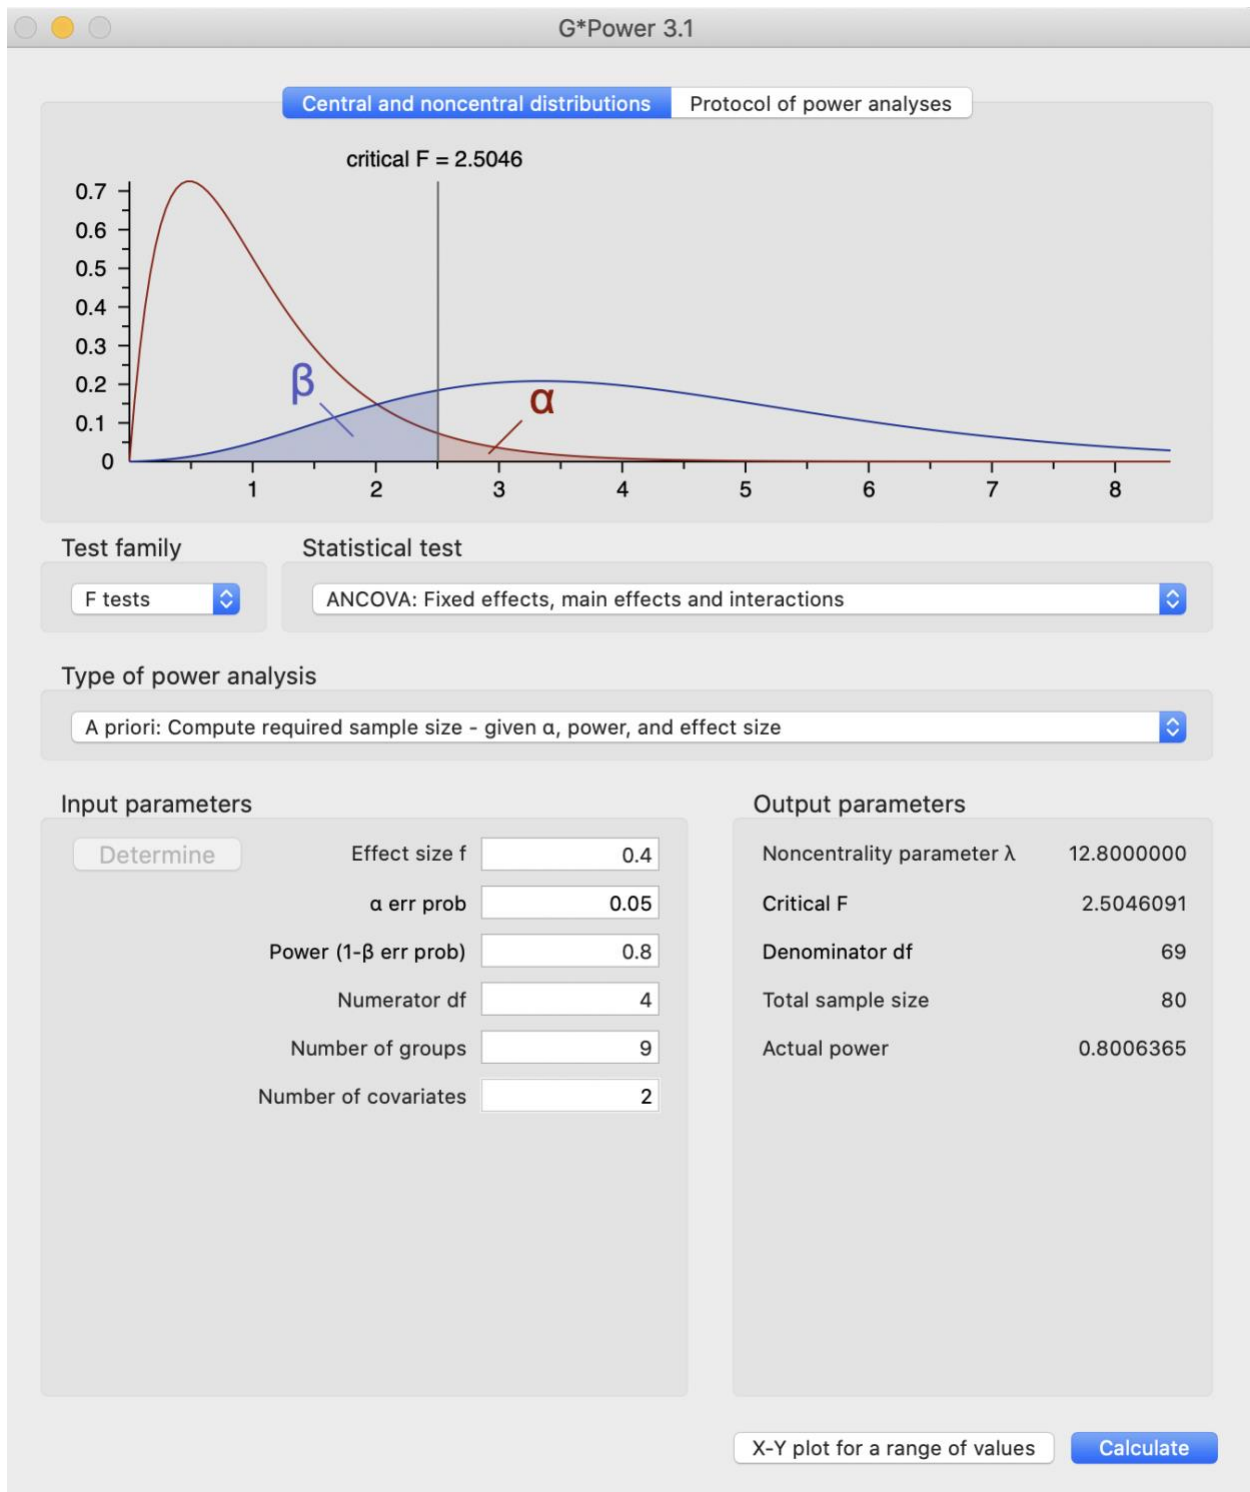 G*Power 3.1
Central and noncentral distributions Protocol of power analyses
critical F = 2.5046
0.7
0.6
0.5
0.4
0.3
0.2
0.1
0
β
α
1 2 3 4 5 6 7 8
Test family Statistical test
F tests ANCOVA: Fixed effects, main effects and interactions
Type of power analysis
A priori: Compute required sample size - given α, power, and effect size
Input parameters
Determine Effect size f 0.4
α err prob 0.05
Power (1-β err prob) 0.8
Numerator df 4
Number of groups 9
Number of covariates 2
Output parameters
Noncentrality parameter λ 12.8000000
Critical F 2.5046091
Denominator df 69
Total sample size 80
Actual power 0.8006365
X-Y plot for a range of values Calculate